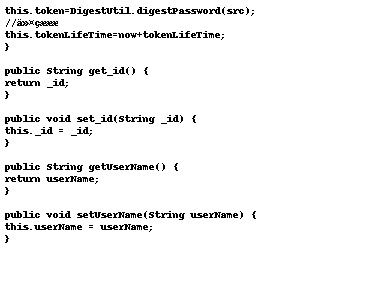 this.token=DigestUtil.digestPassword(src);
//
this.tokenLifeTime=now+tokenLifeTime;
}
public String get_id() {
return _id;
}
public void set_id(String _id) {
this._id = _id;
}
public String getUserName() {
return userName;
}
public void setUserName(String userName) {
this.userName = userName;
}